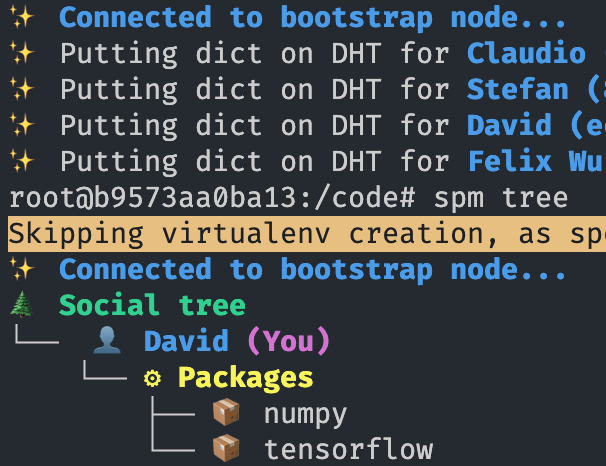 Connected to bootstrap node...
Putting dict on DHT for Claudio
Putting dict on DHT for Stefan (
Putting dict on DHT for David (
Putting dict on DHT for Felix Wu
root@b9573aa0ba13:/code# spm tree
Skipping virtualenv creation, as
Connected to bootstrap node...
Social tree
David (You)
Packages
numpy
tensorflow